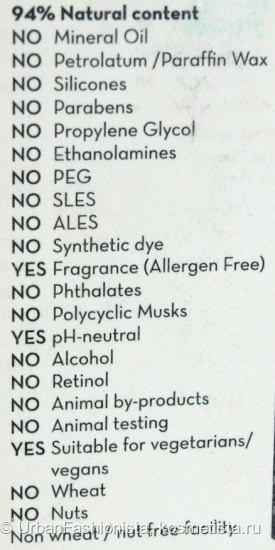 94% Natural content
NO Mineral Oil
NO Petrolatum /Paraffin Wax
NO Silicones
NO Parabens
NO Propylene Glycol
NO Ethanolamines
NO PEG
NO SLES
NO ALES
NO Synthetic dye
YES Fragrance (Allergen Free)
NO Phthalates
NO Polycyclic Musks
YES pH-neutral
NO Alcohol
NO Retinol
NO Animal by-products
NO Animal testing
YES Suitable for vegetarians/
vegans
NO Wheat
NO Nuts
Non wheat / nut free facility
© UrbanFashionista kosmetista.ru